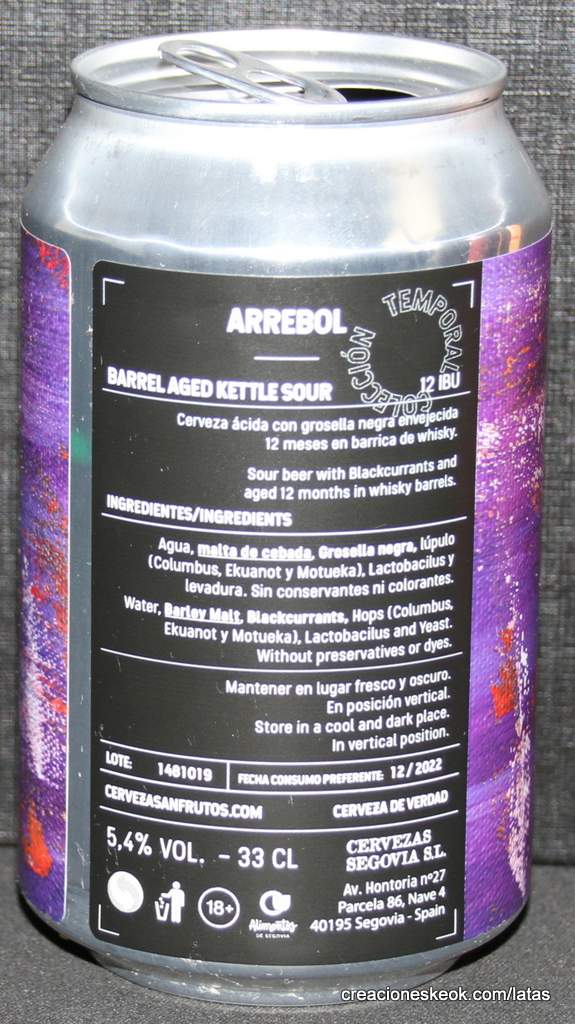 ARREBOL
COLECCIÓN TEMPORAL
BARREL AGED KETTLE SOUR 12 IBU
Cerveza ácida con grosella negra envejecida
12 meses en barrica de whisky.
Sour beer with Blackcurrants and
aged 12 months in whisky barrels.
INGREDIENTES/INGREDIENTS
Agua, malta de cebada, Grosella negra, lúpulo
(Columbus, Ekuanot y Motueka), Lactobacilus y
levadura. Sin conservantes ni colorantes.
Water, Barley Malt, Blackcurrants, Hops (Columbus,
Ekuanot y Motueka), Lactobacilus and Yeast.
Without preservatives or dyes.
Mantener en lugar fresco y oscuro.
En posición vertical.
Store in a cool and dark place.
In vertical position.
LOTE: 1481019 FECHA CONSUMO PREFERENTE: 12/2022
CERVEZASANFRUTOS.COM CERVEZA DE VERDAD
5,4% VOL. - 33 CL
CERVEZAS
SEGOVIA S.L.
Av. Hontoria nº27
Parcela 86, Nave 4
40195 Segovia - Spain
18+
Alimentos
DE SEGOVIA
creacioneskeok.com/latas